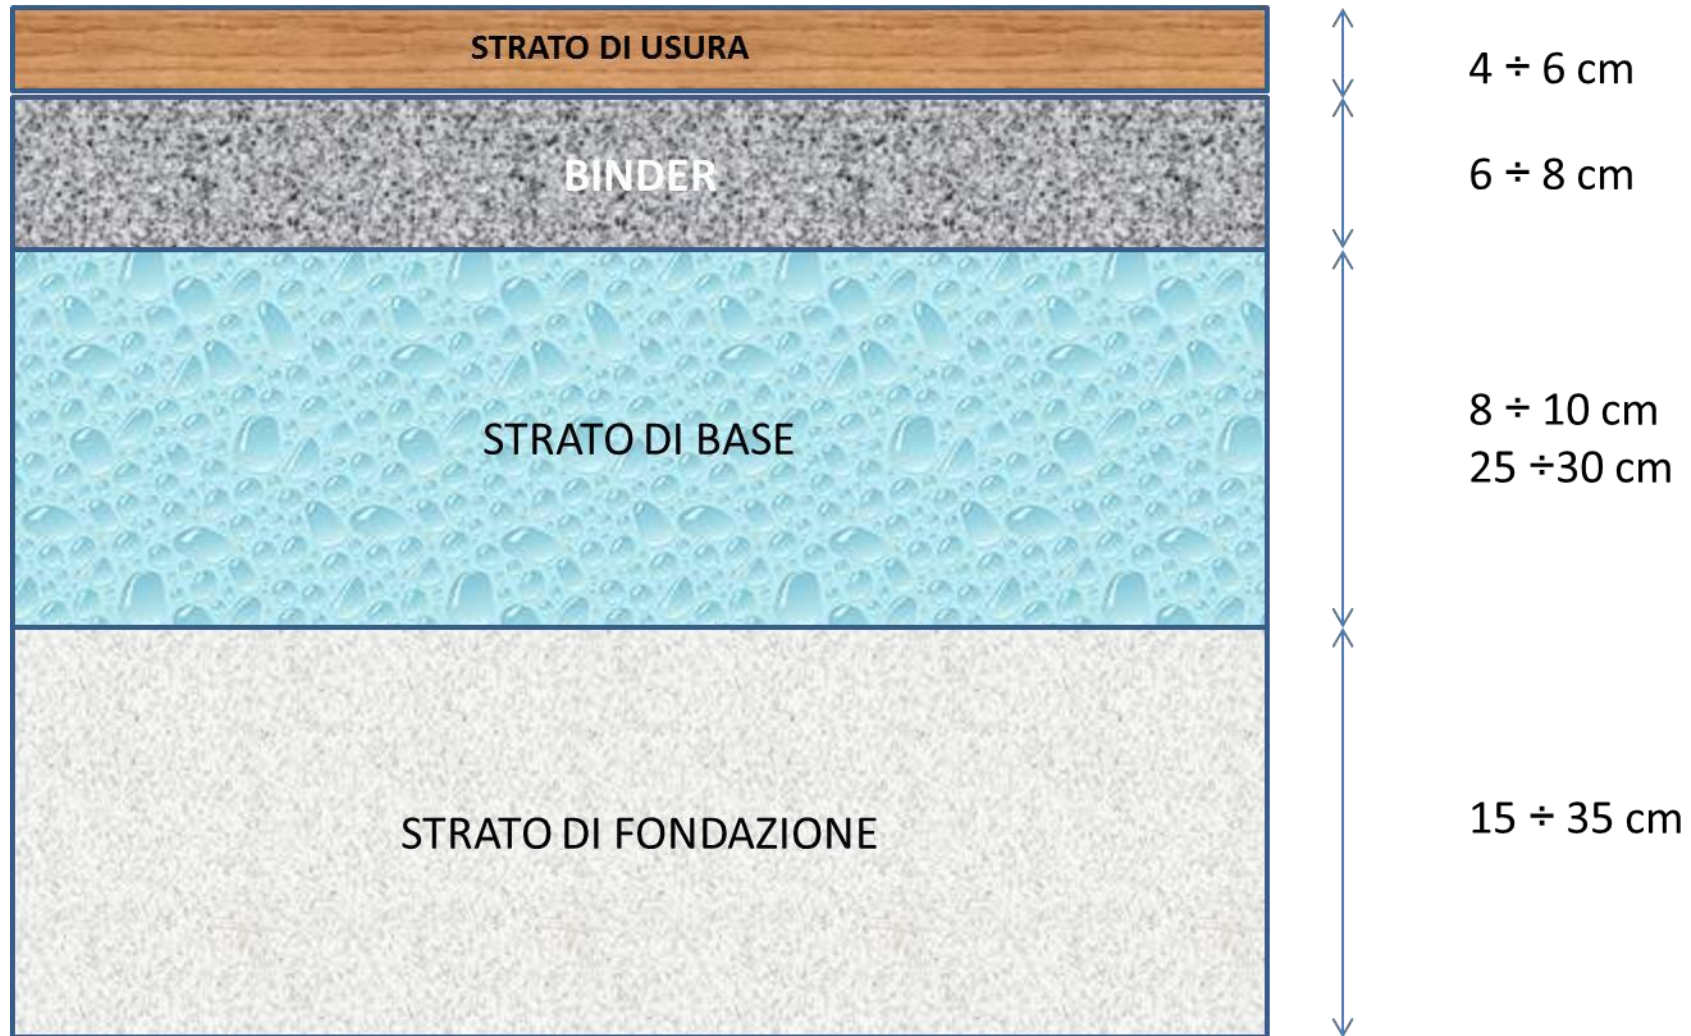 STRATO DI USURA
4 ÷ 6 cm
BINDER
6 ÷ 8 cm
STRATO DI BASE
8 ÷ 10 cm
25 ÷30 cm
STRATO DI FONDAZIONE
15 ÷ 35 cm